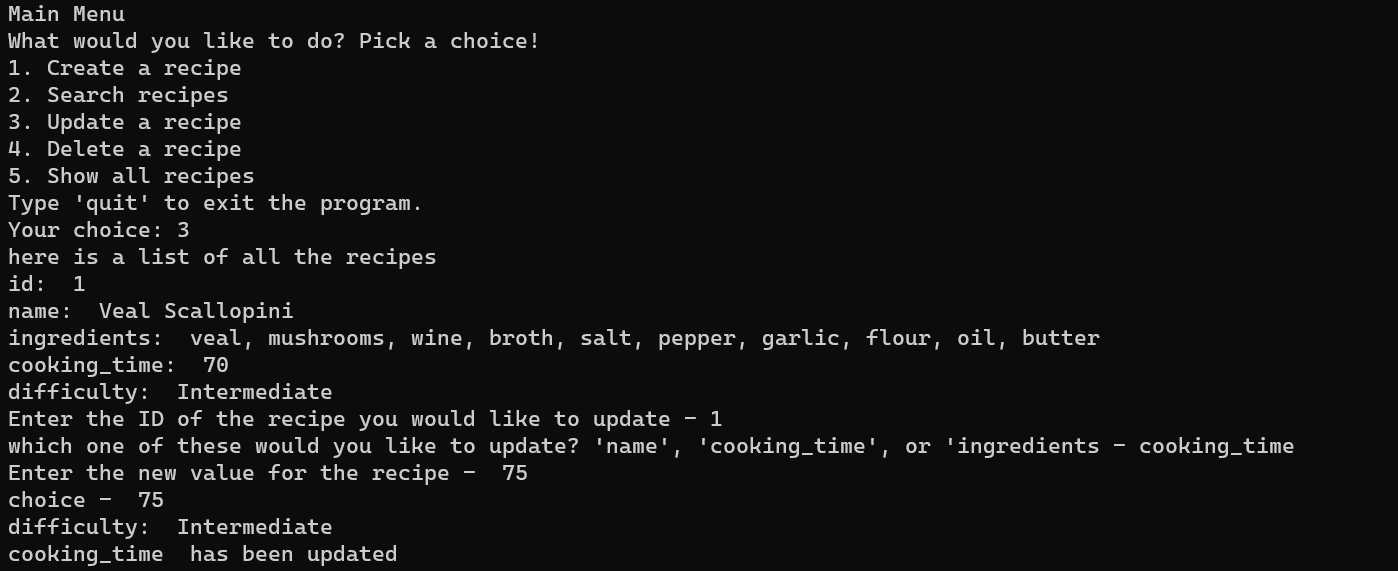 Main Menu
What would you like to do? Pick a choice!
1. Create a recipe
2. Search recipes
3. Update a recipe
4. Delete a recipe
5. Show all recipes
Type 'quit' to exit the program.
Your choice: 3
here is a list of all the recipes
id:  1
name:  Veal Scallopini
ingredients:  veal, mushrooms, wine, broth, salt, pepper, garlic, flour, oil, butter
cooking_time:  70
difficulty:  Intermediate
Enter the ID of the recipe you would like to update - 1
which one of these would you like to update? 'name', 'cooking_time', or 'ingredients - cooking_time
Enter the new value for the recipe -  75
choice -  75
difficulty:  Intermediate
cooking_time  has been updated